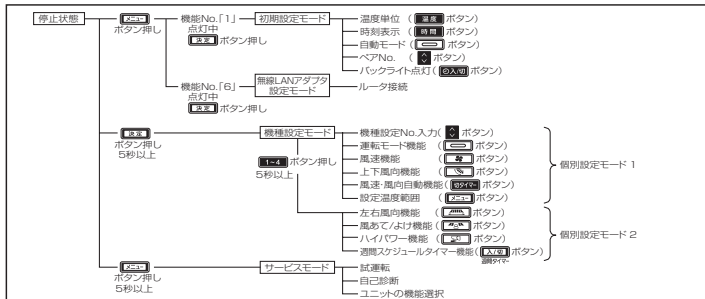 停止状態
メニュー
ボタン押し
機能No.「1」
点灯中
決定 ボタン押し
初期設定モード
温度単位 (温度 ボタン)
時刻表示 (時間 ボタン)
自動モード ( ボタン)
ペアNo. ( ボタン)
バックライト点灯 (入/切 ボタン)
機能No.「6」
点灯中
決定 ボタン押し
無線LANアダプタ
設定モード
ルータ接続
決定
ボタン押し
5秒以上
機種設定モード
機種設定No.入力( ボタン)
運転モード機能 ( ボタン)
風速機能 ( ボタン)
上下風向機能 ( ボタン)
風速・風向自動機能(切タイマー ボタン)
設定温度範囲 (メニュー ボタン)
個別設定モード 1
1~4 ボタン押し
5秒以上
左右風向機能 ( ボタン)
風あて/よけ機能 ( ボタン)
ハイパワー機能 ( ボタン)
週間スケジュールタイマー機能(入/切 ボタン)
週間タイマー
個別設定モード 2
メニュー
ボタン押し
5秒以上
サービスモード
試運転
自己診断
ユニットの機能選択